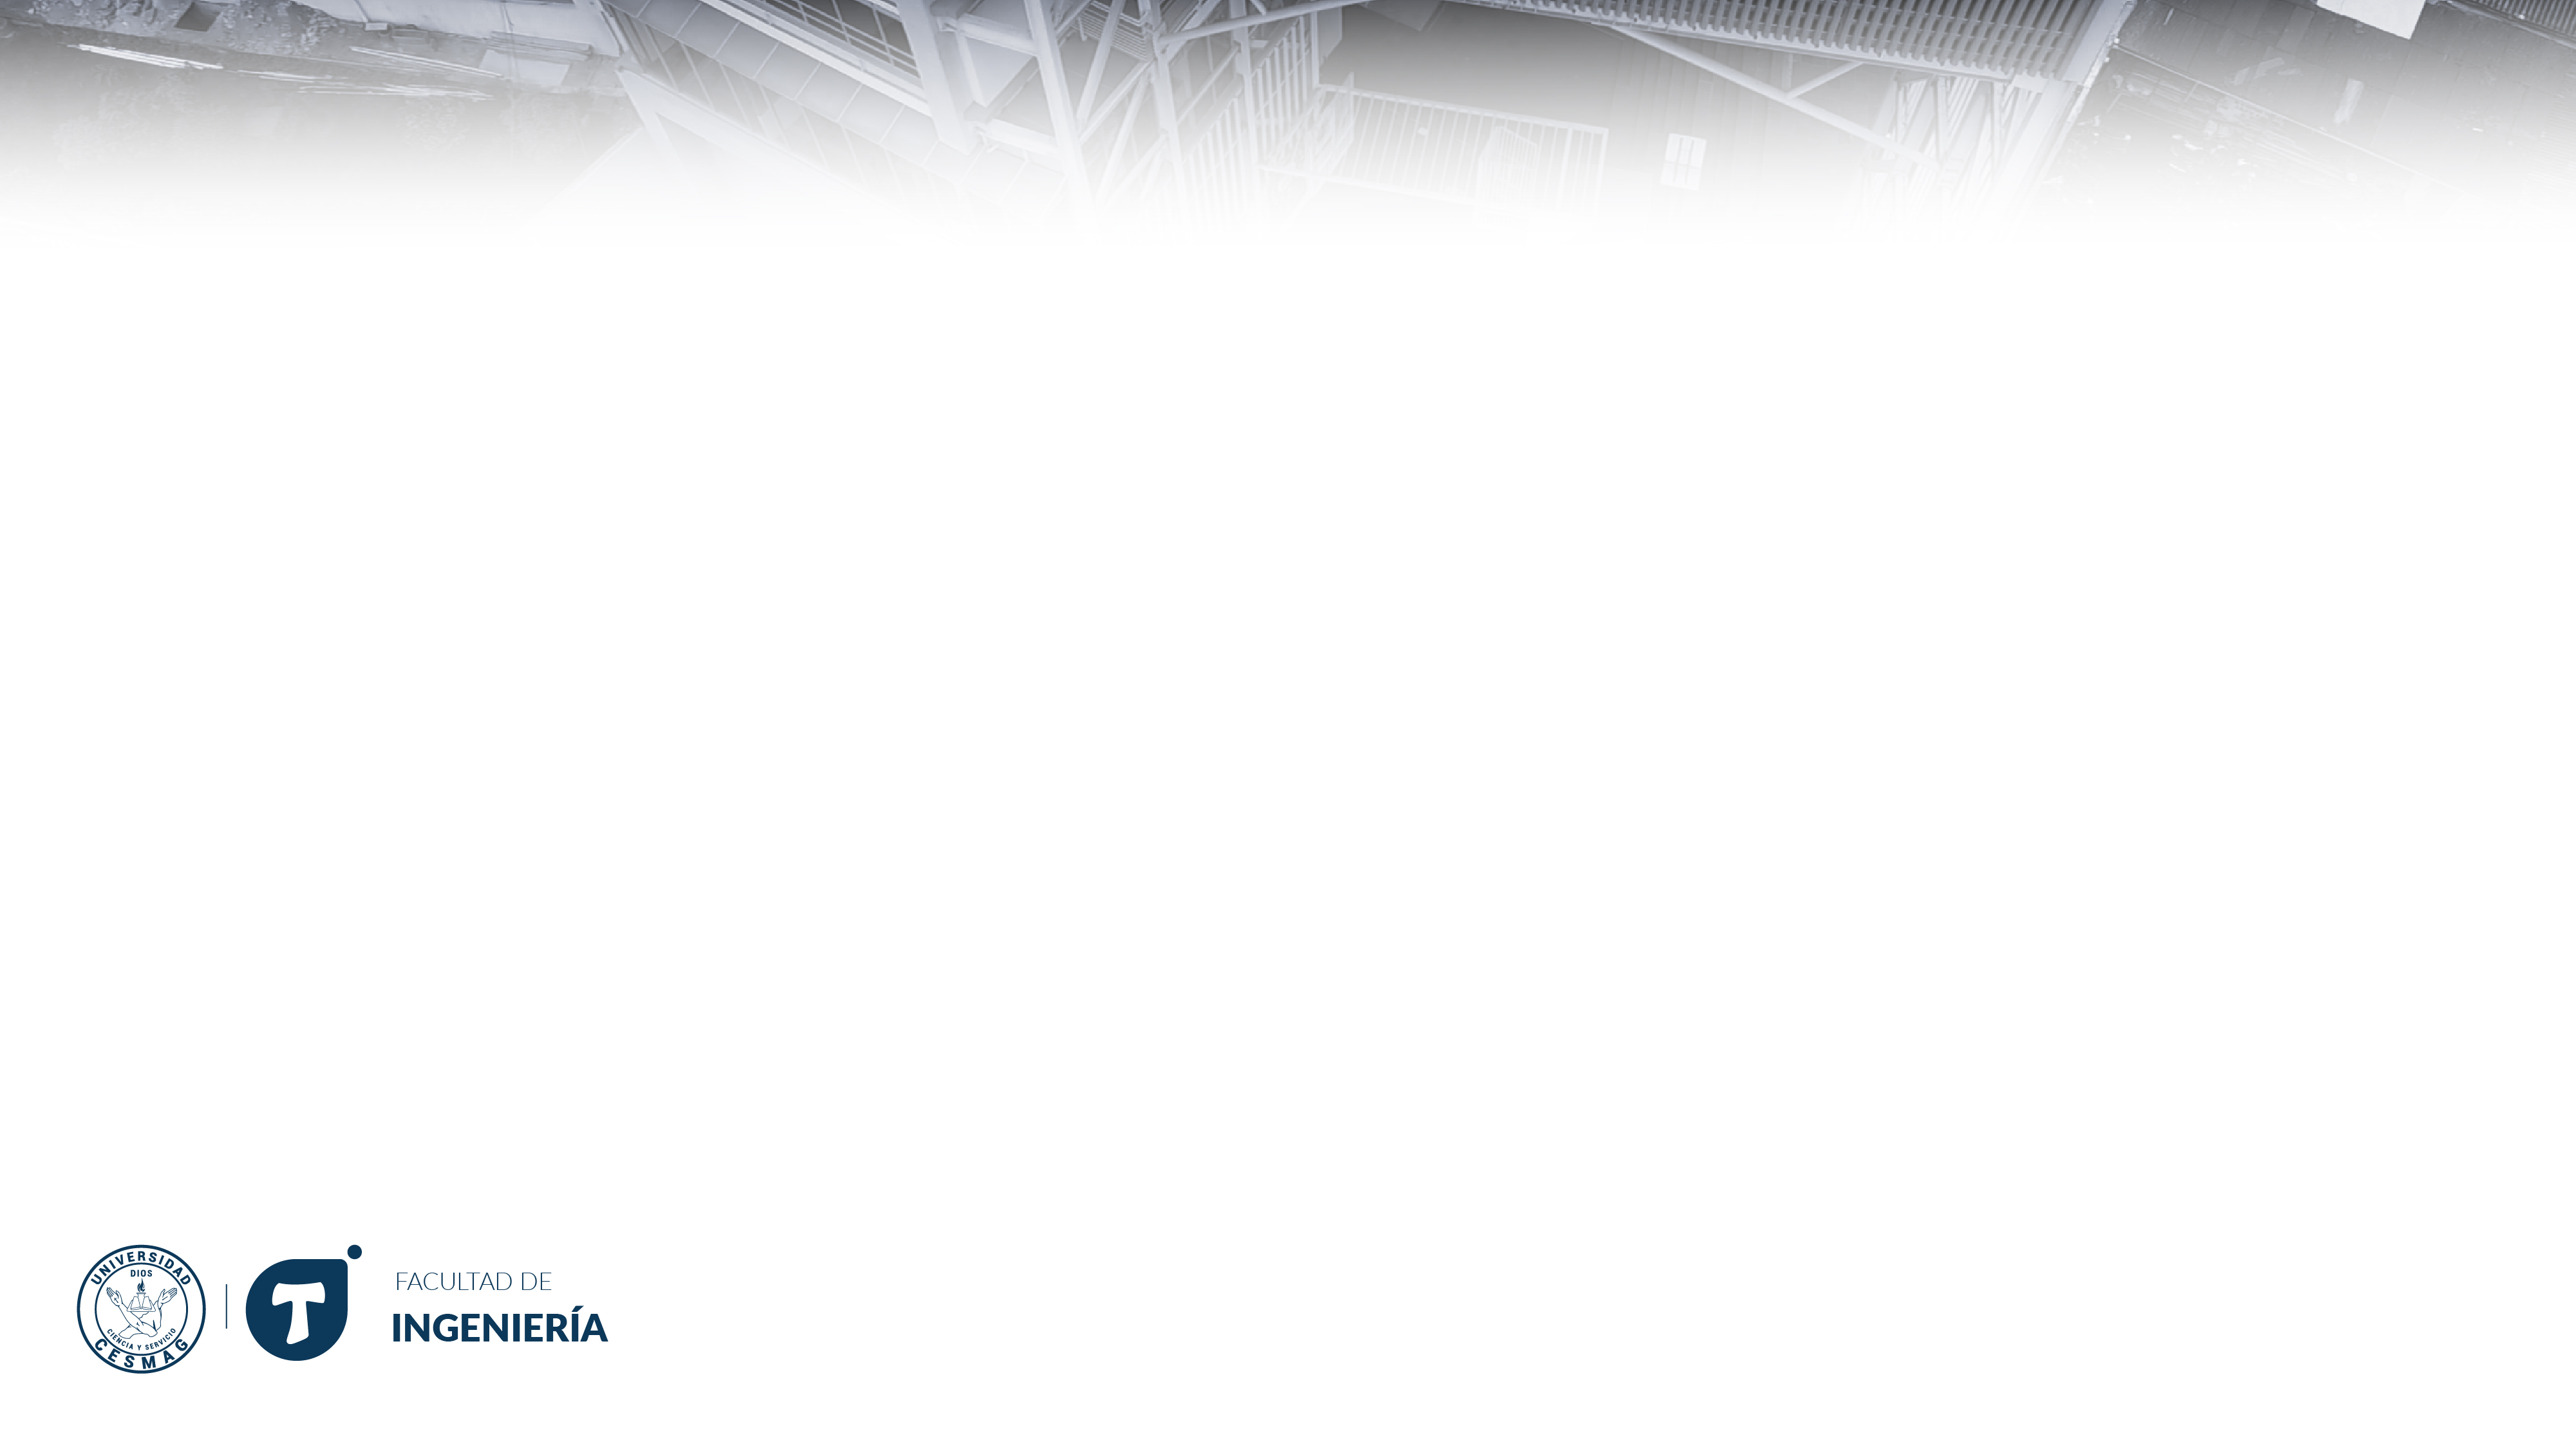 UNIVERSIDAD
DIOS
CIENCIA Y SERVICIO
CESMAG
FACULTAD DE
INGENIERÍA